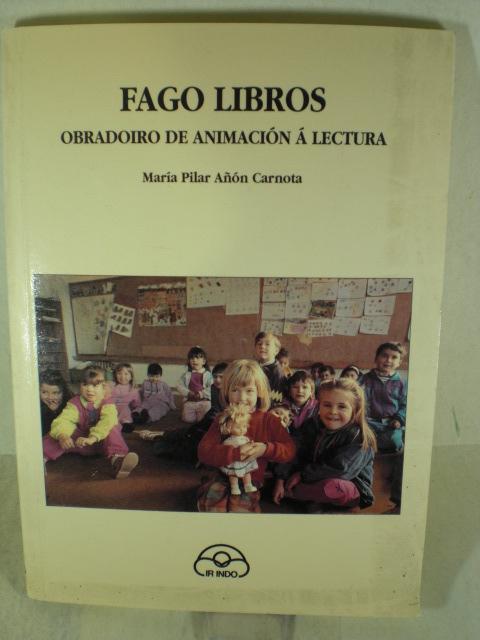 FAGO LIBROS
OBRADOIRO DE ANIMACIÓN Á LECTURA
María Pilar Añón Carnota
IR INDO